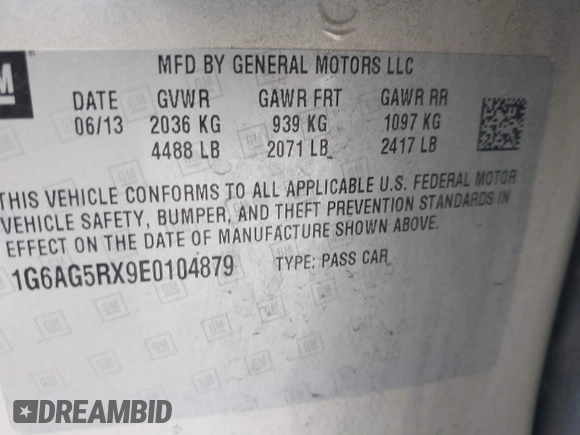 GM
MFD BY GENERAL MOTORS LLC
DATE GVWR GAWR FRT GAWR RR
06/13 2036 KG 939 KG 1097 KG
4488 LB 2071 LB 2417 LB
THIS VEHICLE CONFORMS TO ALL APPLICABLE U.S. FEDERAL MOTOR
VEHICLE SAFETY, BUMPER, AND THEFT PREVENTION STANDARDS IN
EFFECT ON THE DATE OF MANUFACTURE SHOWN ABOVE.
1G6AG5RX9E0104879 TYPE: PASS CAR
DREAMBID